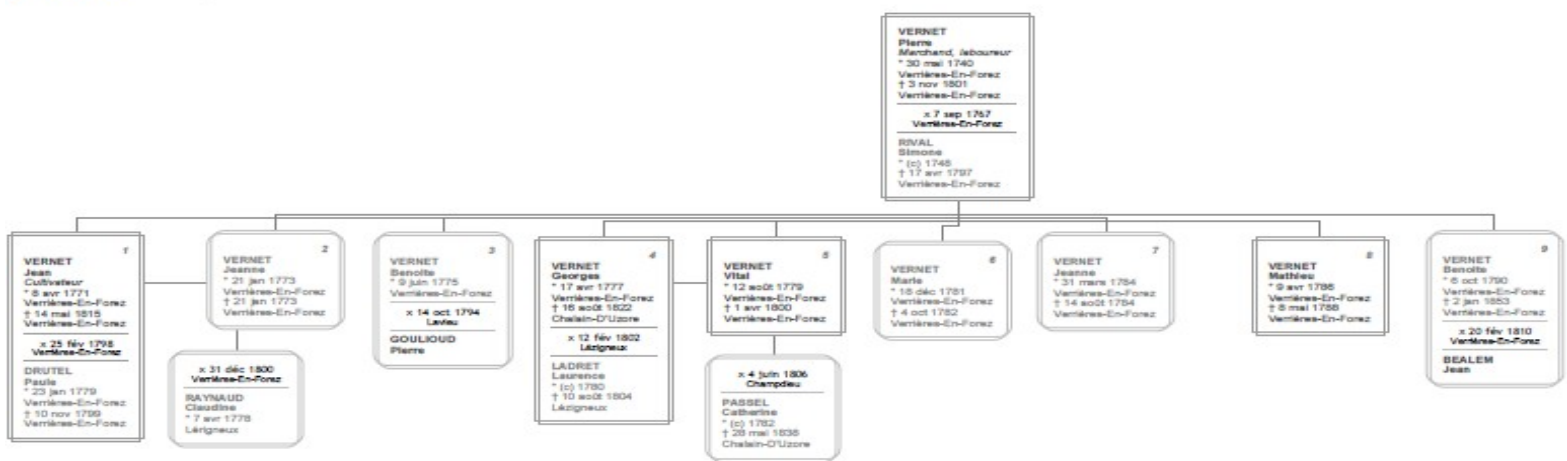 VERNET
Pierre
Marchand, laboureur
* 30 mai 1740
Verrières-En-Forez
† 3 nov 1801
Verrières-En-Forez
x 7 sep 1767
Verrières-En-Forez
RIVAL
Simone
* (c) 1748
† 17 avr 1797
Verrières-En-Forez
1
VERNET
Jean
Cultivateur
* 8 avr 1771
Verrières-En-Forez
† 14 mai 1815
Verrières-En-Forez
x 25 fév 1798
Verrières-En-Forez
DRUTEL
Paule
* 23 jan 1779
Verrières-En-Forez
† 10 nov 1799
Verrières-En-Forez
2
VERNET
Jeanne
* 21 jan 1773
Verrières-En-Forez
† 21 jan 1773
Verrières-En-Forez
x 31 déc 1800
Verrières-En-Forez
RAYNAUD
Claudine
* 7 avr 1778
Lérigneux
3
VERNET
Benoite
* 9 juin 1775
Verrières-En-Forez
x 14 oct 1794
Lavieu
GOULIOUD
Pierre
4
VERNET
Georges
* 17 avr 1777
Verrières-En-Forez
† 16 août 1822
Chalain-D'Uzore
x 12 fév 1802
Lézigneux
LADRET
Laurence
* (c) 1780
† 10 août 1804
Lézigneux
5
VERNET
Vital
* 12 août 1779
Verrières-En-Forez
† 1 avr 1800
Verrières-En-Forez
x 4 juin 1806
Champdieu
PASSEL
Catherine
* (c) 1782
† 28 mai 1838
Chalain-D'Uzore
6
VERNET
Marie
* 18 déc 1781
Verrières-En-Forez
† 4 oct 1782
Verrières-En-Forez
7
VERNET
Jeanne
* 31 mars 1784
Verrières-En-Forez
† 14 août 1784
Verrières-En-Forez
8
VERNET
Mathieu
* 9 avr 1786
Verrières-En-Forez
† 8 mai 1788
Verrières-En-Forez
9
VERNET
Benoite
* 6 oct 1790
Verrières-En-Forez
† 2 jan 1853
Verrières-En-Forez
x 20 fév 1810
Verrières-En-Forez
BEALEM
Jean